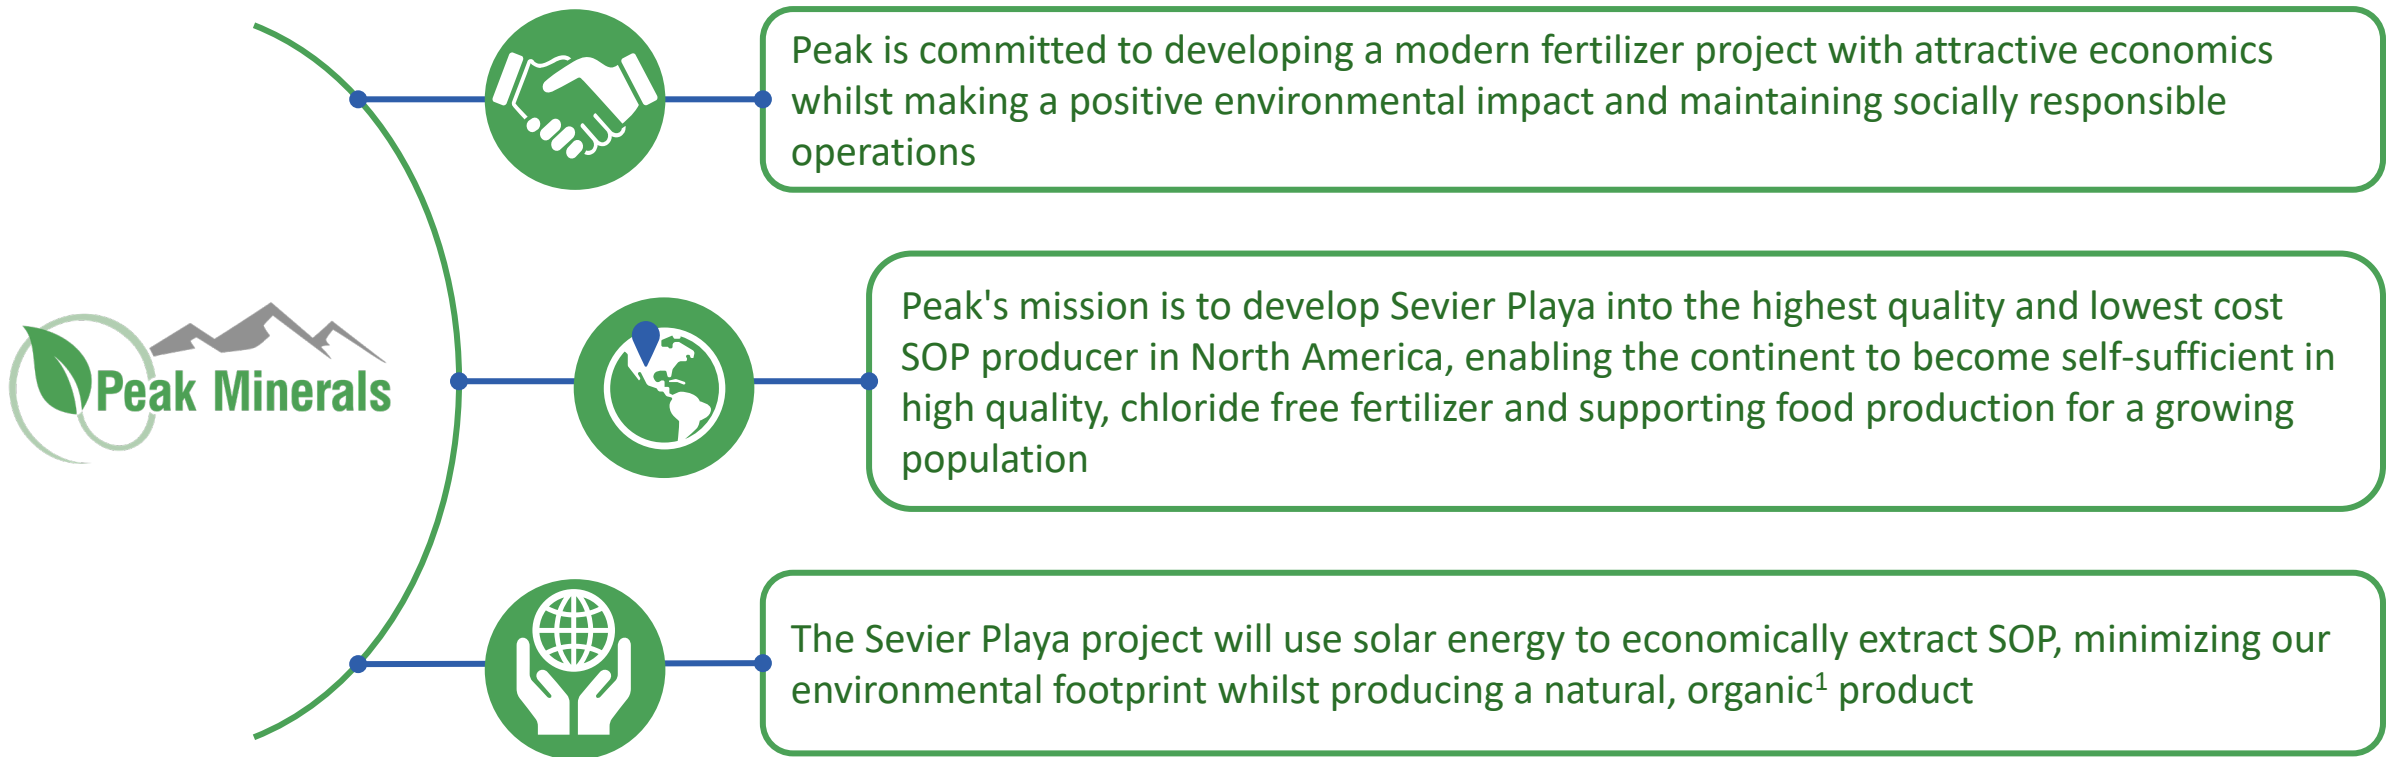 Peak is committed to developing a modern fertilizer project with attractive economics
whilst making a positive environmental impact and maintaining socially responsible
operations
Peak Minerals
Peak's mission is to develop Sevier Playa into the highest quality and lowest cost
SOP producer in North America, enabling the continent to become self-sufficient in
high quality, chloride free fertilizer and supporting food production for a growing
population
The Sevier Playa project will use solar energy to economically extract SOP, minimizing our
environmental footprint whilst producing a natural, organic¹ product